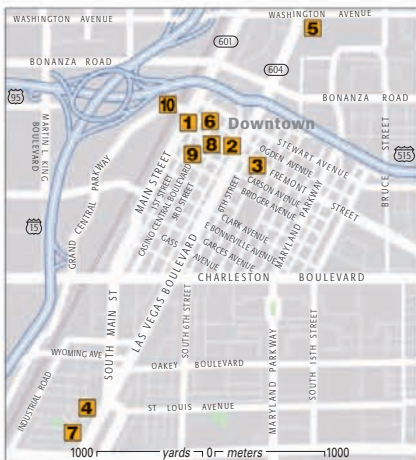 WASHINGTON AVENUE
WASHINGTON AVENUE
5
601
604
BONANZA ROAD
95
BONANZA ROAD
10
1
6
Downtown
8
2
9
3
STEWART AVENUE
OGDEN AVENUE
FREMONT STREET
CARSON AVENUE
BRIDGER AVENUE
515
MARTIN L KING BOULEVARD
BRUCE STREET
MAIN STREET
1ST STREET
CASINO CENTRAL BOULEVARD
3RD STREET
6TH STREET
MARYLAND PARKWAY
GRAND CENTRAL PARKWAY
15
CLARK AVENUE
E BONNEVILLE AVENUE
GARCES AVENUE
GASS AVENUE
LAS VEGAS BOULEVARD
CHARLESTON BOULEVARD
SOUTH MAIN ST
SOUTH 6TH STREET
MARYLAND PARKWAY
SOUTH 15TH STREET
WYOMING AVE
OAKEY BOULEVARD
INDUSTRIAL ROAD
4
ST LOUIS AVENUE
7
1000 yards 0 meters 1000